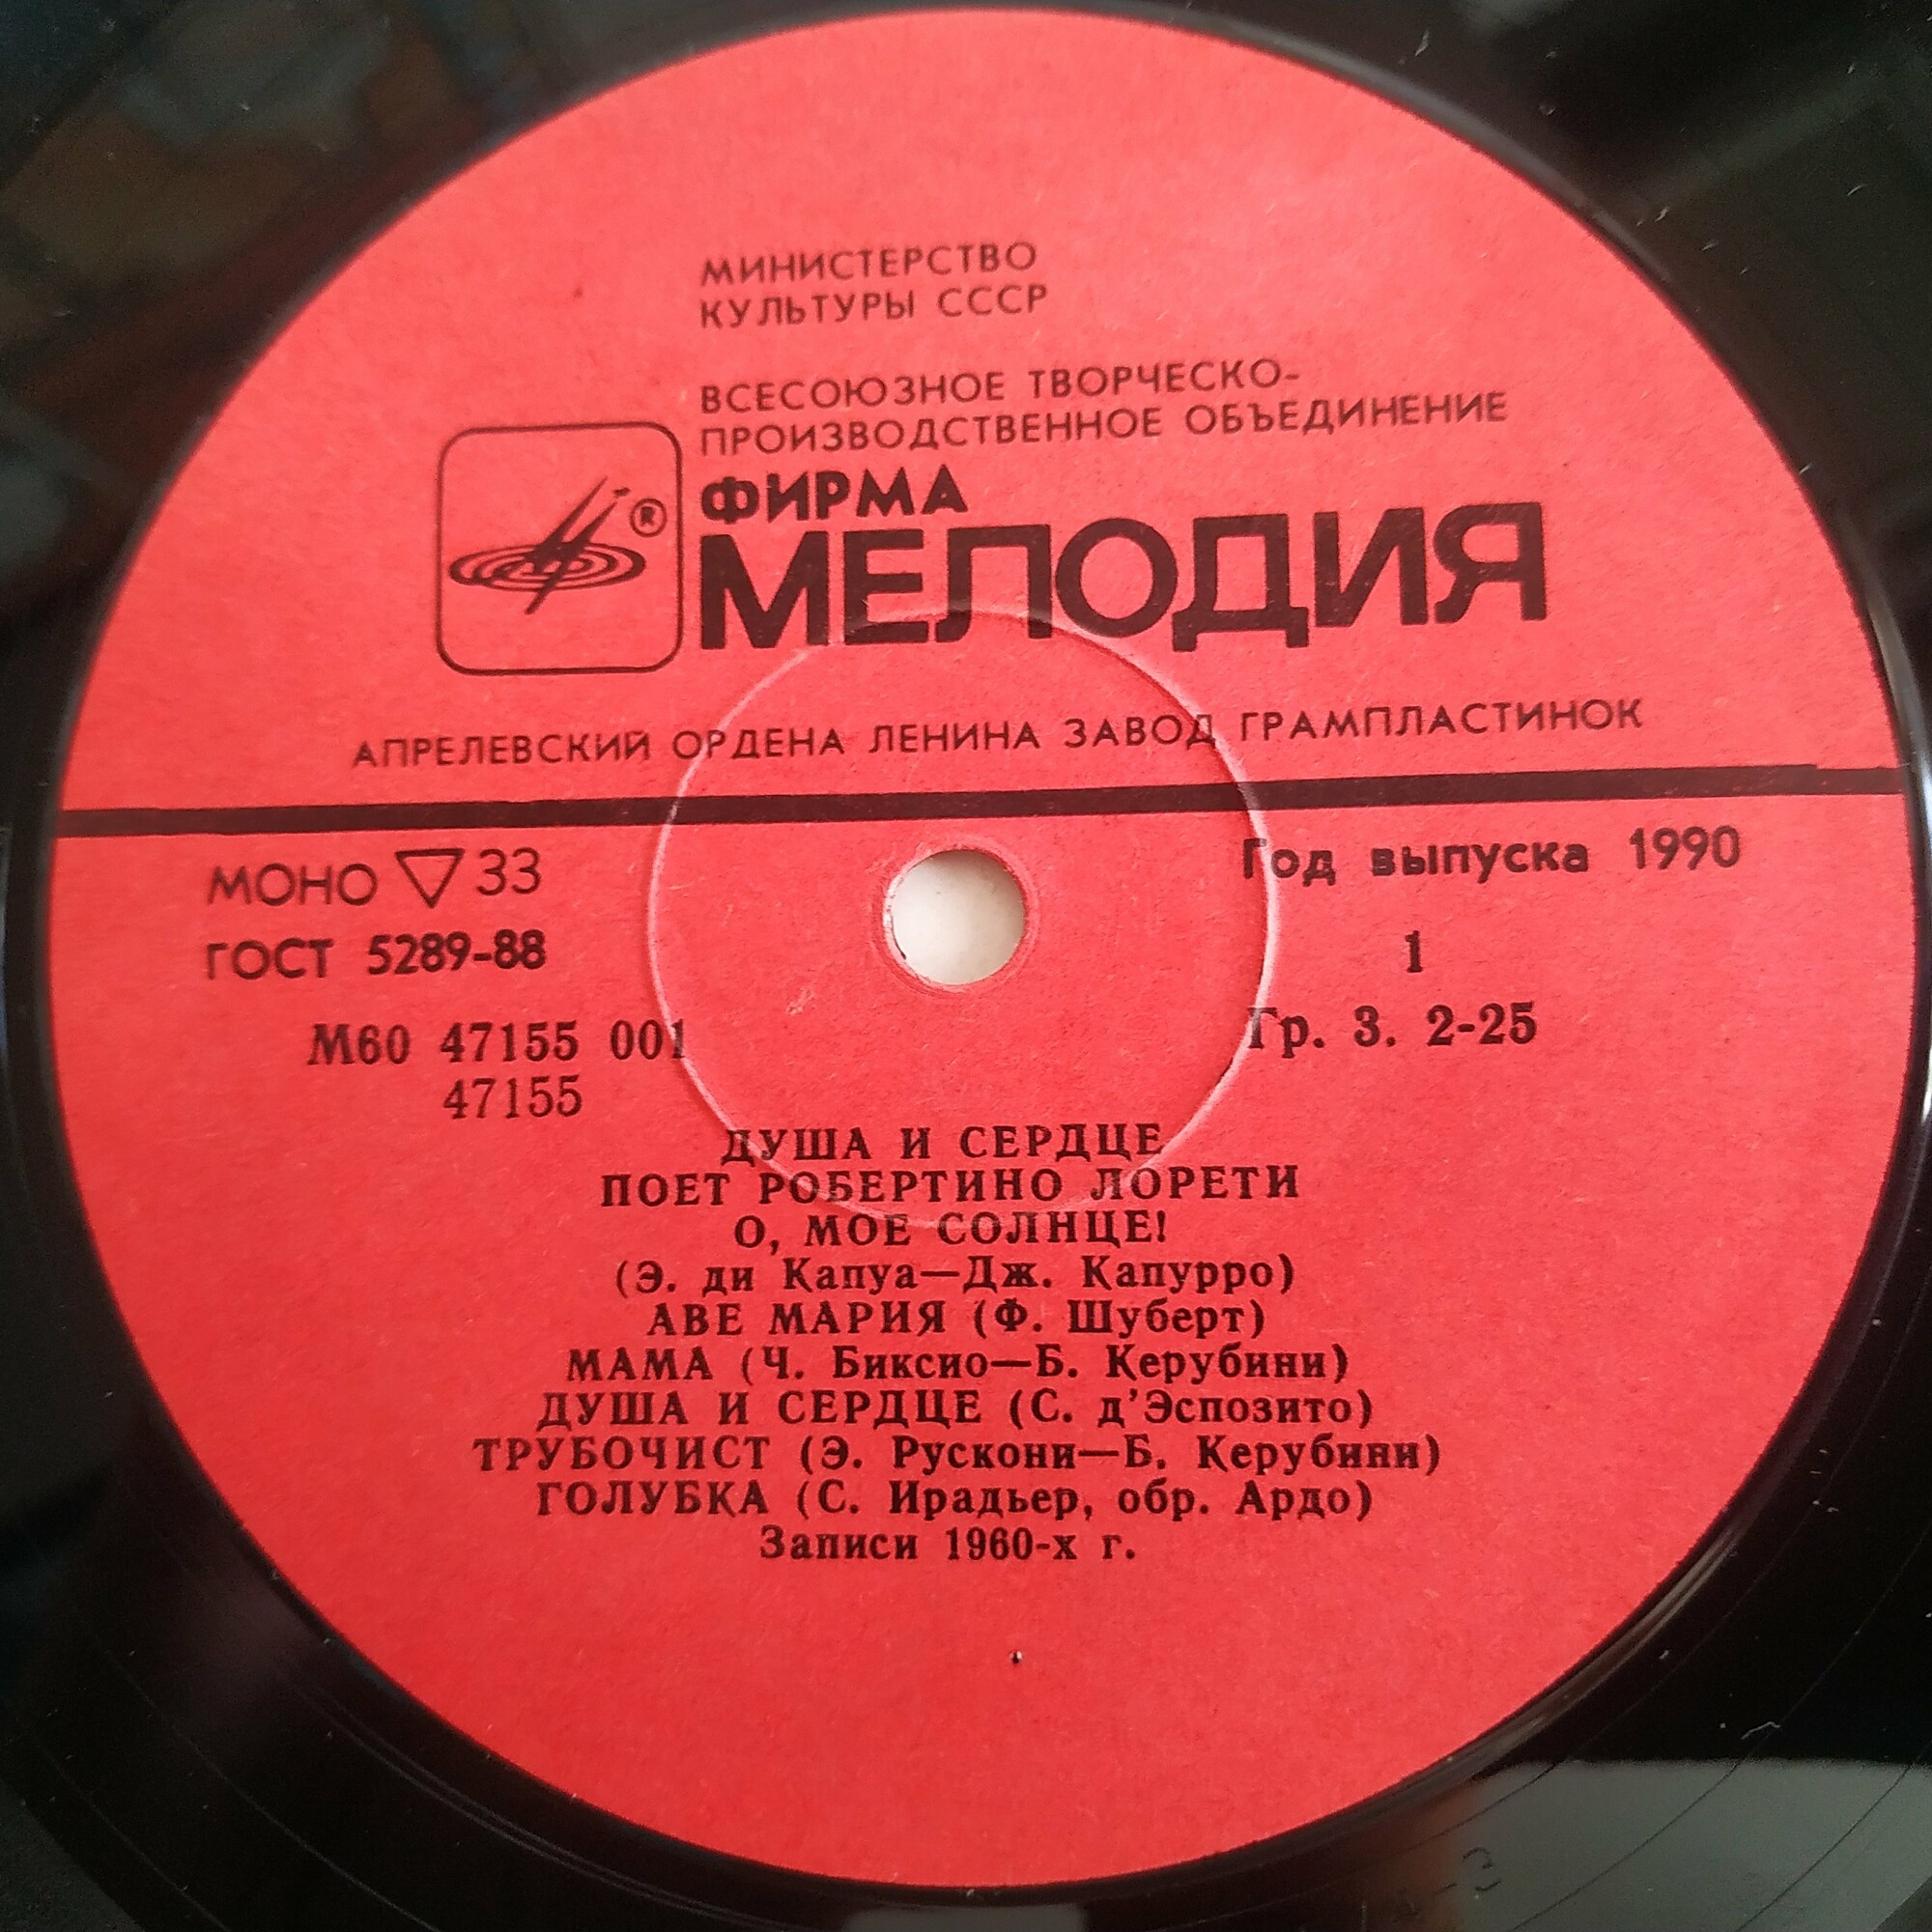 МИНИСТЕРСТВО
КУЛЬТУРЫ СССР
ВСЕСОЮЗНОЕ ТВОРЧЕСКО-
ПРОИЗВОДСТВЕННОЕ ОБЪЕДИНЕНИЕ
ФИРМА
МЕЛОДИЯ
®
АПРЕЛЕВСКИЙ ОРДЕНА ЛЕНИНА ЗАВОД ГРАМПЛАСТИНОК
МОНО ▽ 33
Год выпуска 1990
ГОСТ 5289-88
1
М60 47155 001
Гр. 3. 2-25
47155
ДУША И СЕРДЦЕ
ПОЕТ РОБЕРТИНО ЛОРЕТИ
О, МОЕ СОЛНЦЕ!
(Э. ди Капуа—Дж. Капурро)
АВЕ МАРИЯ (Ф. Шуберт)
МАМА (Ч. Биксио—Б. Керубини)
ДУША И СЕРДЦЕ (С. д'Эспозито)
ТРУБОЧИСТ (Э. Рускони—Б. Керубини)
ГОЛУБКА (С. Ирадьер, обр. Ардо)
Записи 1960-х г.